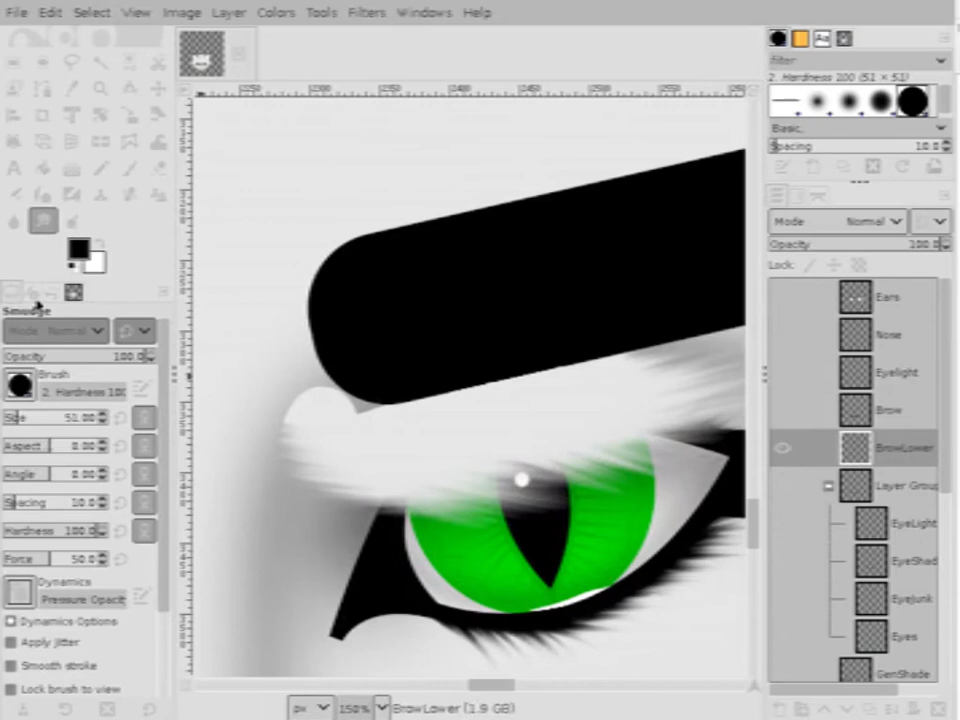 File Edit Select View Image Layer Colors Tools Filters Windows Help
filter
2. Hardness 100 (51 × 51)
Basic,
Spacing 10.0
Mode Normal
Opacity 100.0
Lock:
Ears
Nose
Eyelight
Brow
BrowLower
Layer Grou
EyeLight
EyeShad
EyeJunk
Eyes
GenShade
Smudge
Mode Normal
Opacity 100.0
Brush
2. Hardness 100
Size 51.00
Aspect 0.00
Angle 0.00
Spacing 10.0
Hardness 100.0
Force 50.0
Dynamics
Pressure Opacit
Dynamics Options
Apply Jitter
Smooth stroke
Lock brush to view
px 150% BrowLower (1.9 GB)